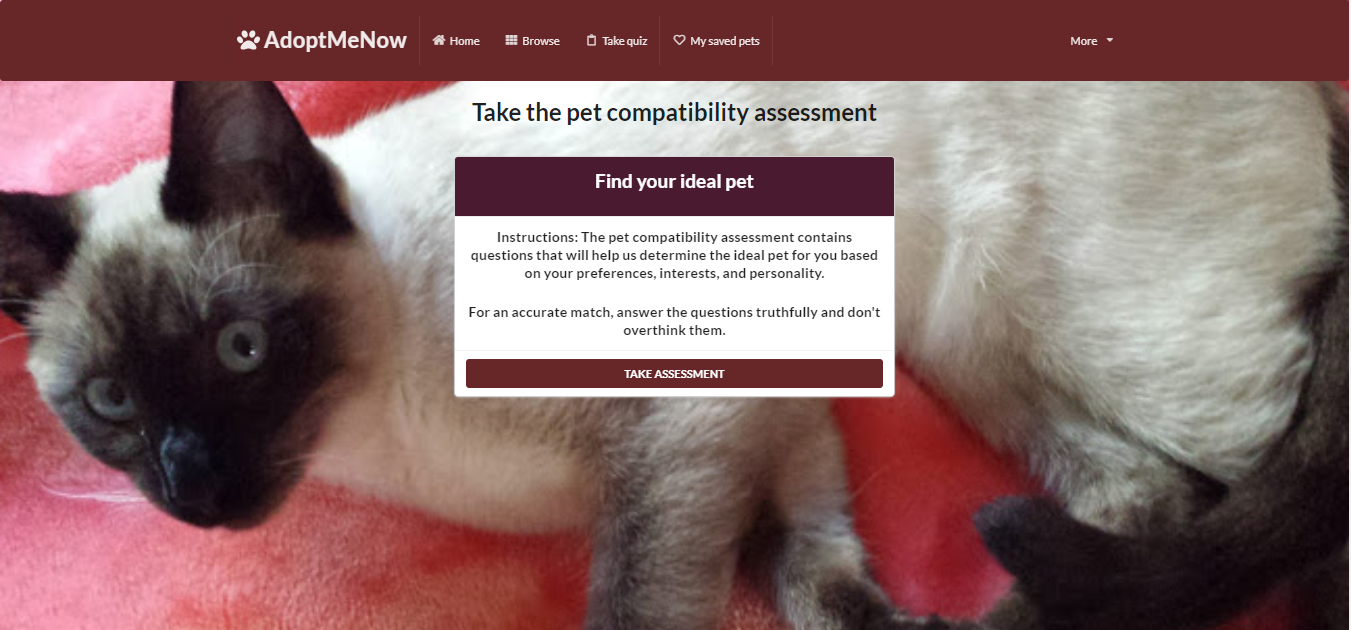 AdoptMeNow
Home
Browse
Take quiz
My saved pets
More
Take the pet compatibility assessment
Find your ideal pet
Instructions: The pet compatibility assessment contains
questions that will help us determine the ideal pet for you based
on your preferences, interests, and personality.
For an accurate match, answer the questions truthfully and don't
overthink them.
TAKE ASSESSMENT